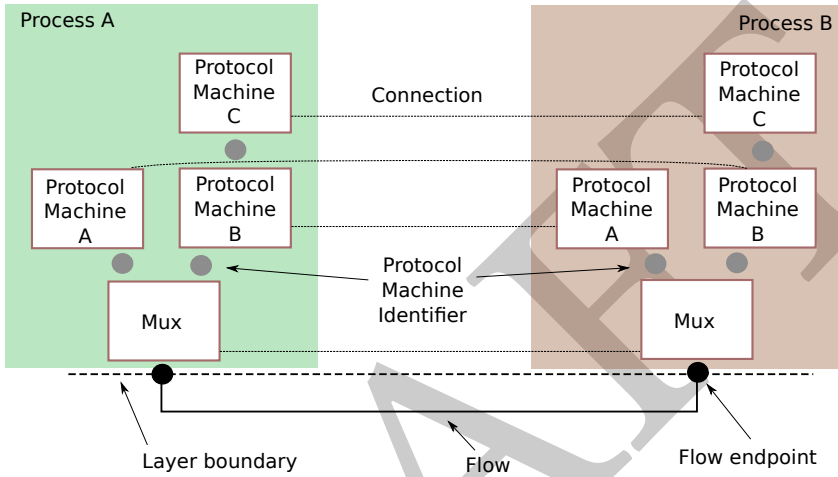 Process A
Process B
Protocol
Machine
C
Connection
Protocol
Machine
C
Protocol
Machine
A
Protocol
Machine
B
Protocol
Machine
A
Protocol
Machine
B
Protocol
Machine
Identifier
Mux
Mux
Layer boundary
Flow
Flow endpoint